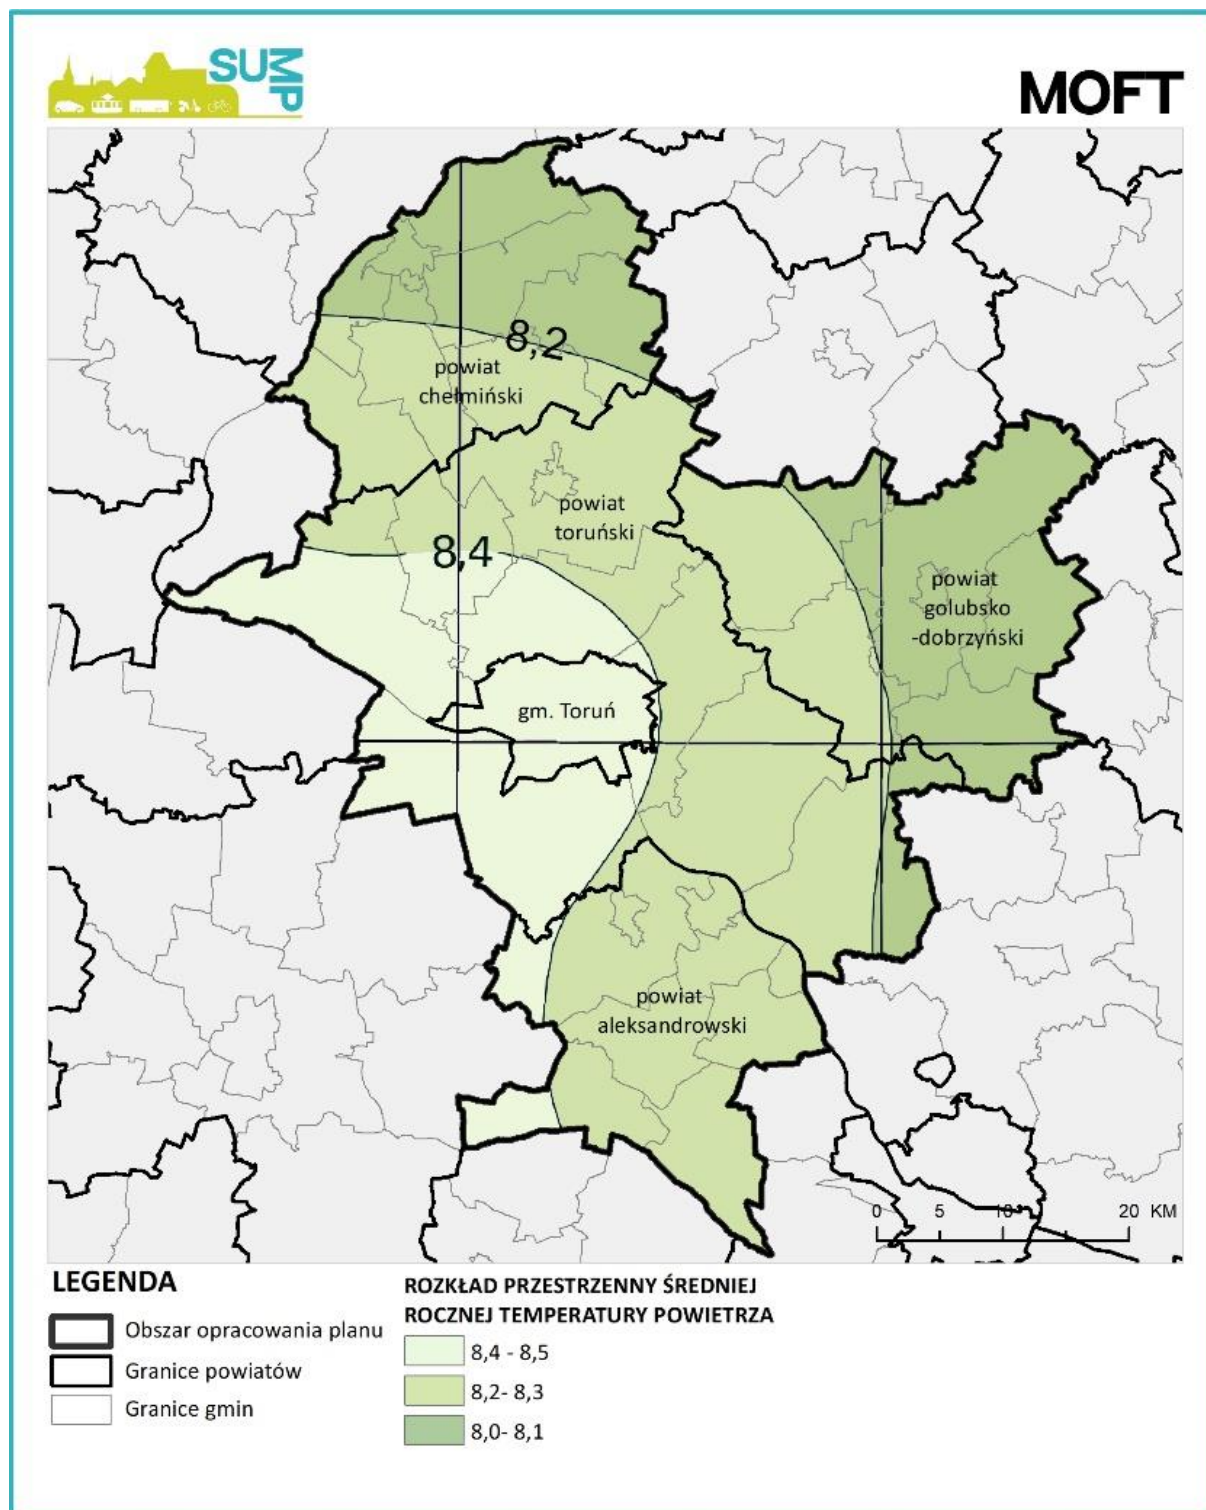 SUMP
MOFT
8,2
powiat
chełmiński
powiat
toruński
8,4
powiat
golubsko
-dobrzyński
gm. Toruń
powiat
aleksandrowski
0 5 10 20 KM
LEGENDA
Obszar opracowania planu
Granice powiatów
Granice gmin
ROZKŁAD PRZESTRZENNY ŚREDNIEJ
ROCZNEJ TEMPERATURY POWIETRZA
8,4 - 8,5
8,2- 8,3
8,0- 8,1